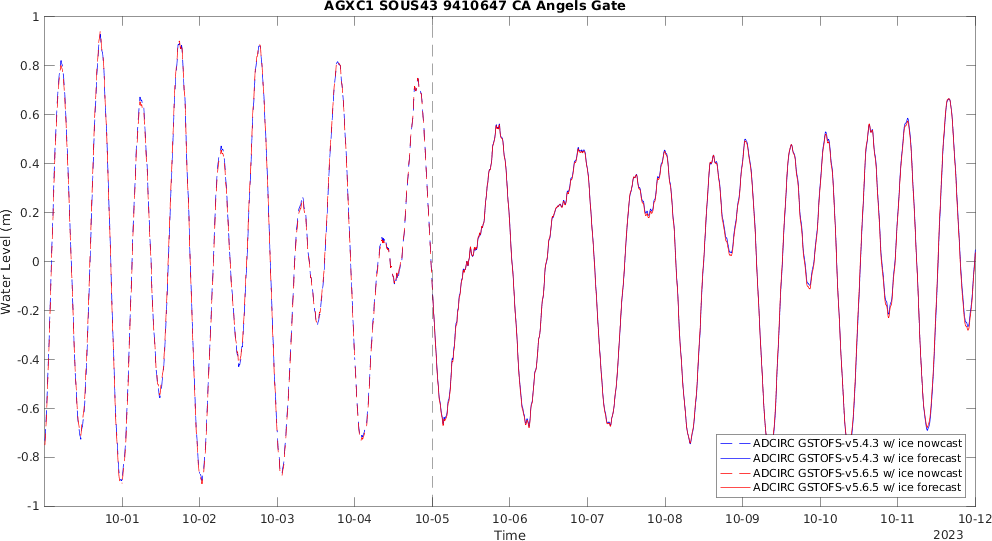 AGXC1 SOUS43 9410647 CA Angels Gate
1
0.8
0.6
0.4
0.2
0
-0.2
-0.4
-0.6
-0.8
-1
Water Level (m)
10-01 10-02 10-03 10-04 10-05 10-06 10-07 10-08 10-09 10-10 10-11 10-12
Time
2023
ADCIRC GSTOFS-v5.4.3 w/ ice nowcast
ADCIRC GSTOFS-v5.4.3 w/ ice forecast
ADCIRC GSTOFS-v5.6.5 w/ ice nowcast
ADCIRC GSTOFS-v5.6.5 w/ ice forecast